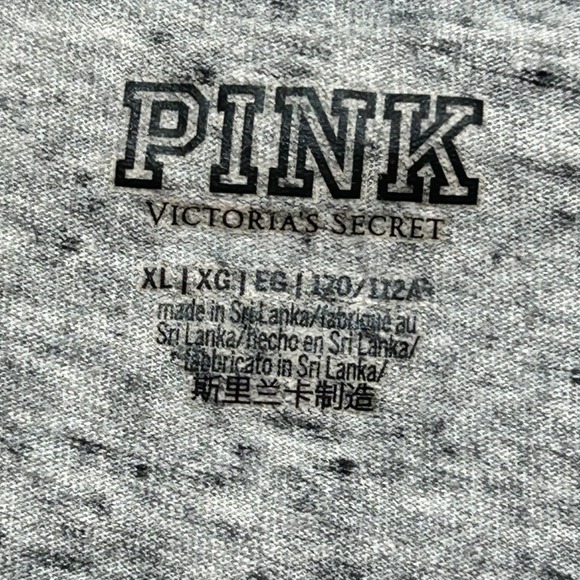 PINK
VICTORIA'S SECRET
XL | XG | EG | 170/112A
made in Sri Lanka/fabriqué au
Sri Lanka/hecho en Sri Lanka/
fabbricato in Sri Lanka/
斯里兰卡制造